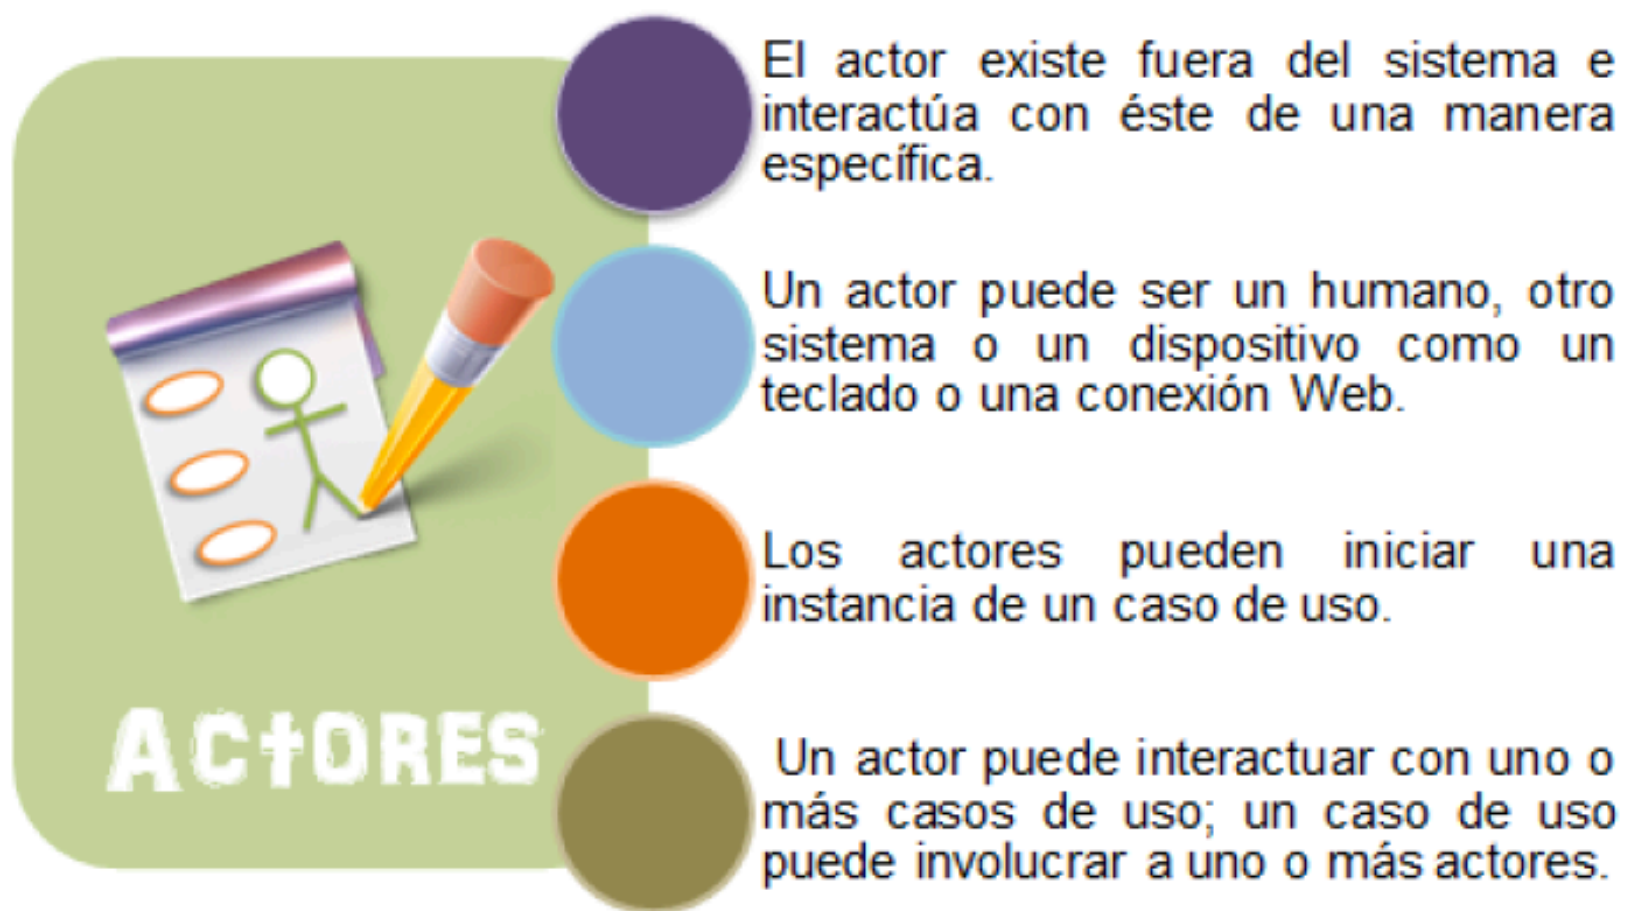 El actor existe fuera del sistema e
interactúa con éste de una manera
específica.
Un actor puede ser un humano, otro
sistema o un dispositivo como un
teclado o una conexión Web.
Los actores pueden iniciar una
instancia de un caso de uso.
Un actor puede interactuar con uno o
más casos de uso; un caso de uso
puede involucrar a uno o más actores.
ACtORES